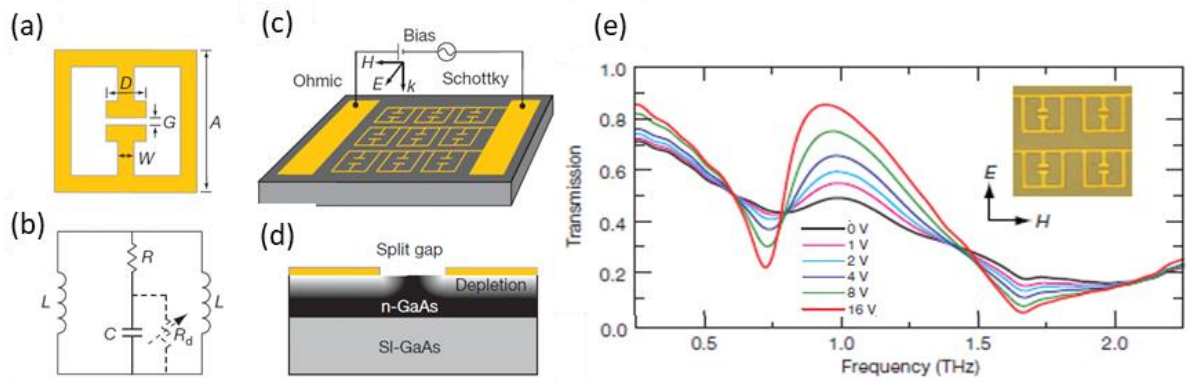 (a)
D
G
A
W
(b)
R
L
C
R_d
L
(c)
Bias
H
E
k
Ohmic
Schottky
(d)
Split gap
Depletion
n-GaAs
SI-GaAs
(e)
1.0
0.8
0.6
0.4
0.2
0.0
Transmission
E
H
0 V
1 V
2 V
4 V
8 V
16 V
0.5
1.0
1.5
2.0
Frequency (THz)